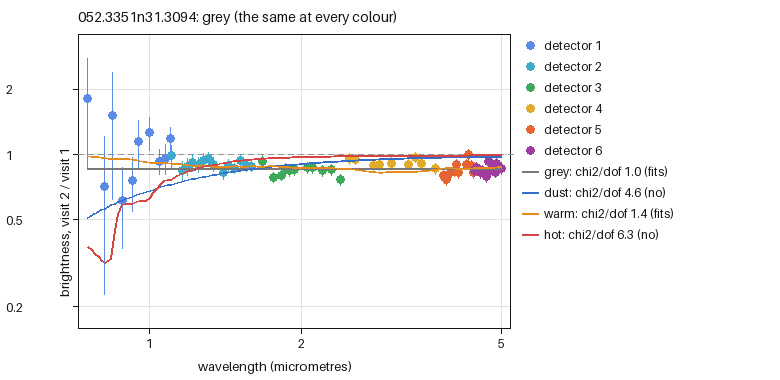 052.3351n31.3094: grey (the same at every colour)
brightness, visit 2 / visit 1
2
1
0.5
0.2
1
2
5
wavelength (micrometres)
detector 1
detector 2
detector 3
detector 4
detector 5
detector 6
grey: chi2/dof 1.0 (fits)
dust: chi2/dof 4.6 (no)
warm: chi2/dof 1.4 (fits)
hot: chi2/dof 6.3 (no)